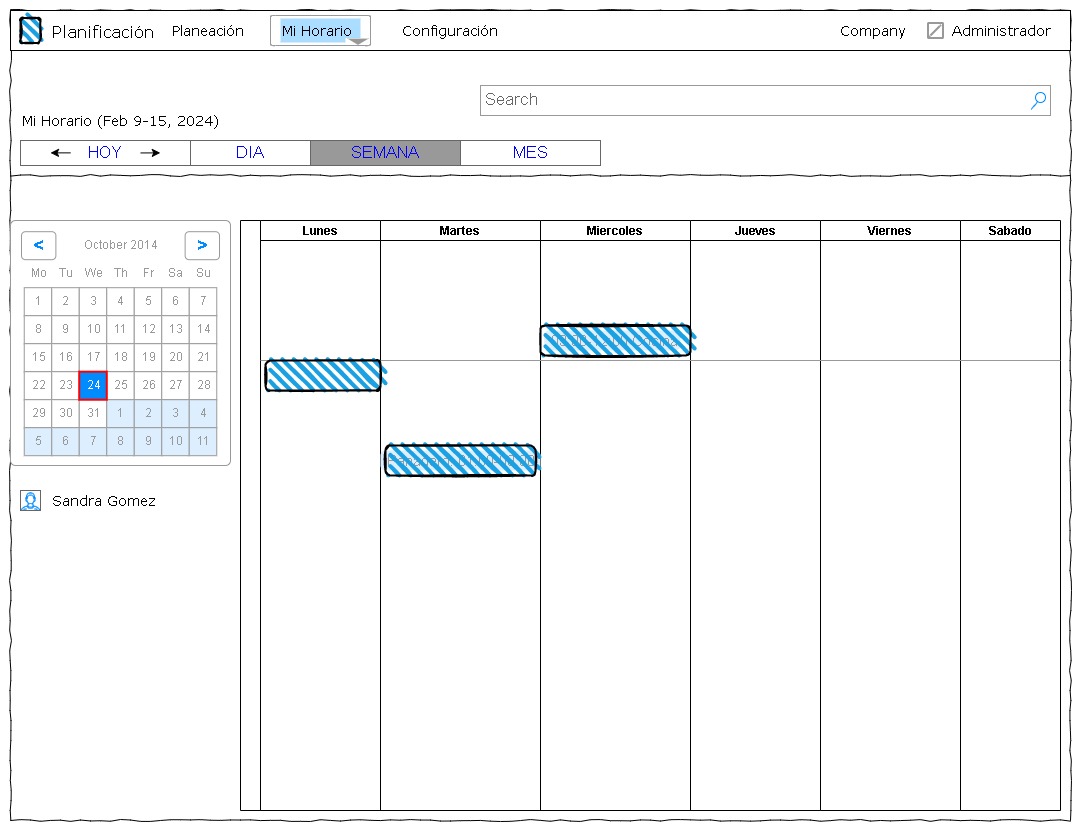 Planificación Planeación Mi Horario Configuración Company Administrador
Search
Mi Horario (Feb 9-15, 2024)
HOY DIA SEMANA MES
< October 2014 >
Mo Tu We Th Fr Sa Su
1 2 3 4 5 6 7
8 9 10 11 12 13 14
15 16 17 18 19 20 21
22 23 24 25 26 27 28
29 30 31 1 2 3 4
5 6 7 8 9 10 11
Sandra Gomez
Lunes Martes Miercoles Jueves Viernes Sabado
Cocina